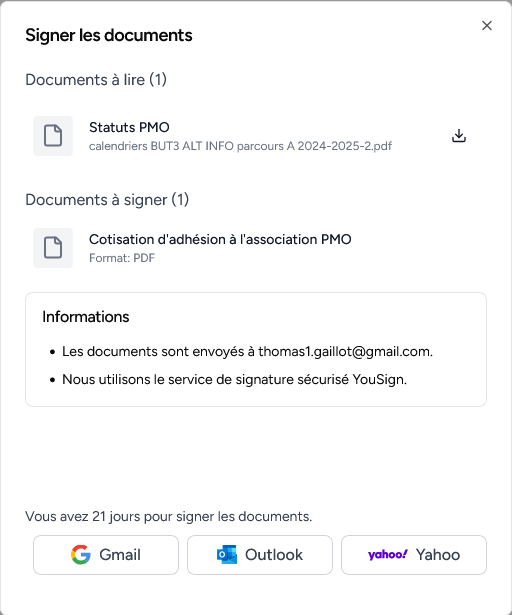 Signer les documents
Documents à lire (1)
Statuts PMO
calendriers BUT3 ALT INFO parcours A 2024-2025-2.pdf
Documents à signer (1)
Cotisation d'adhésion à l'association PMO
Format: PDF
Informations
• Les documents sont envoyés à thomas1.gaillot@gmail.com.
• Nous utilisons le service de signature sécurisé YouSign.
Vous avez 21 jours pour signer les documents.
Gmail Outlook yahoo! Yahoo